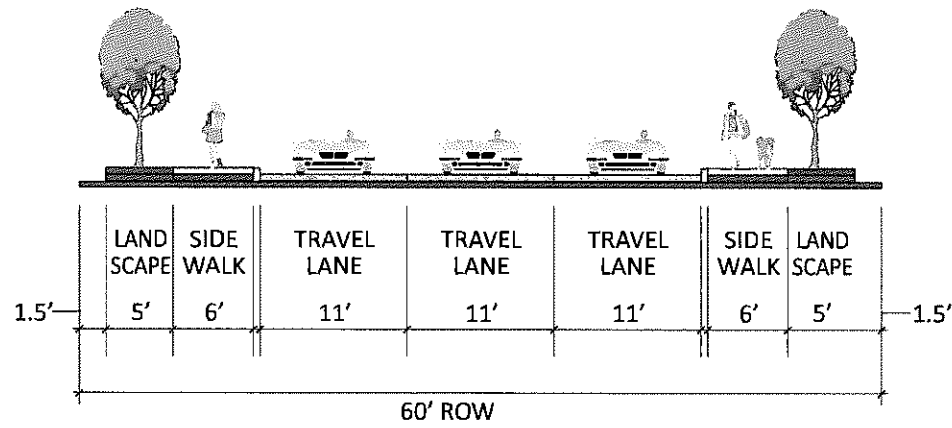 LAND SCAPE
SIDE WALK
TRAVEL LANE
TRAVEL LANE
TRAVEL LANE
SIDE WALK
LAND SCAPE
1.5' 5' 6' 11' 11' 11' 6' 5' 1.5'
60' ROW